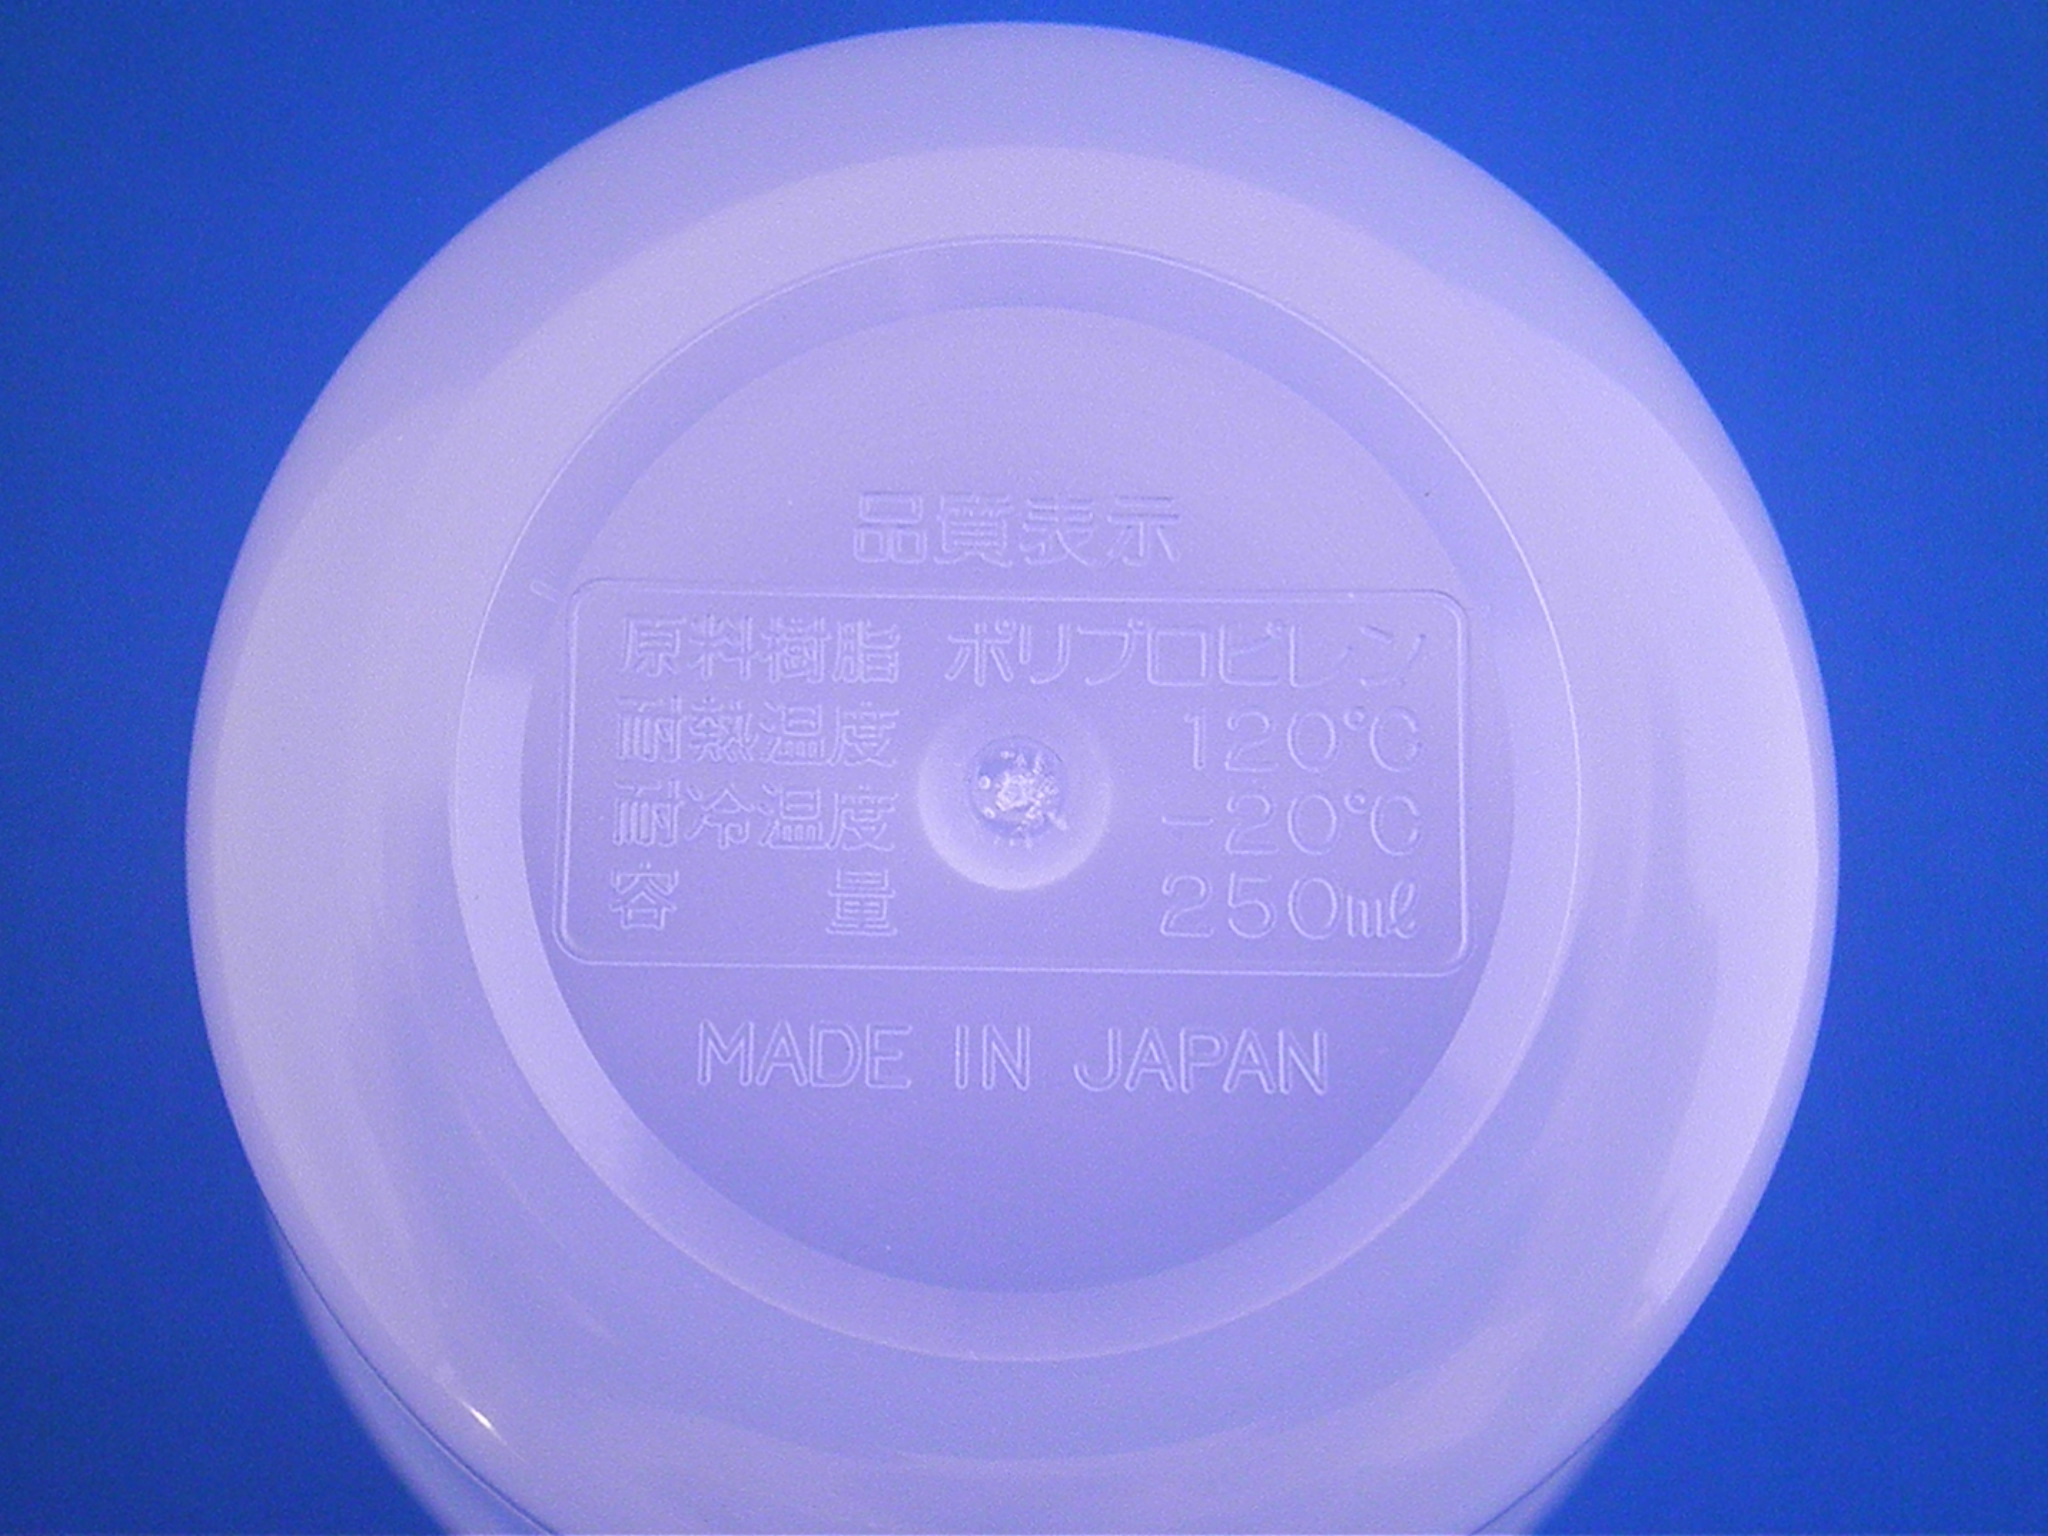 品質表示
原料樹脂 ポリプロピレン
耐熱温度 120℃
耐冷温度 -20℃
容量 250mℓ
MADE IN JAPAN